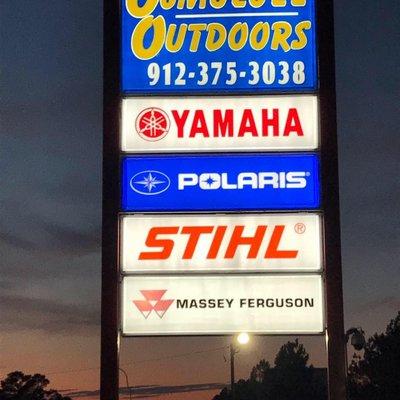 OUTDOORS
912-375-3038
YAMAHA
POLARIS
STIHL®
MASSEY FERGUSON